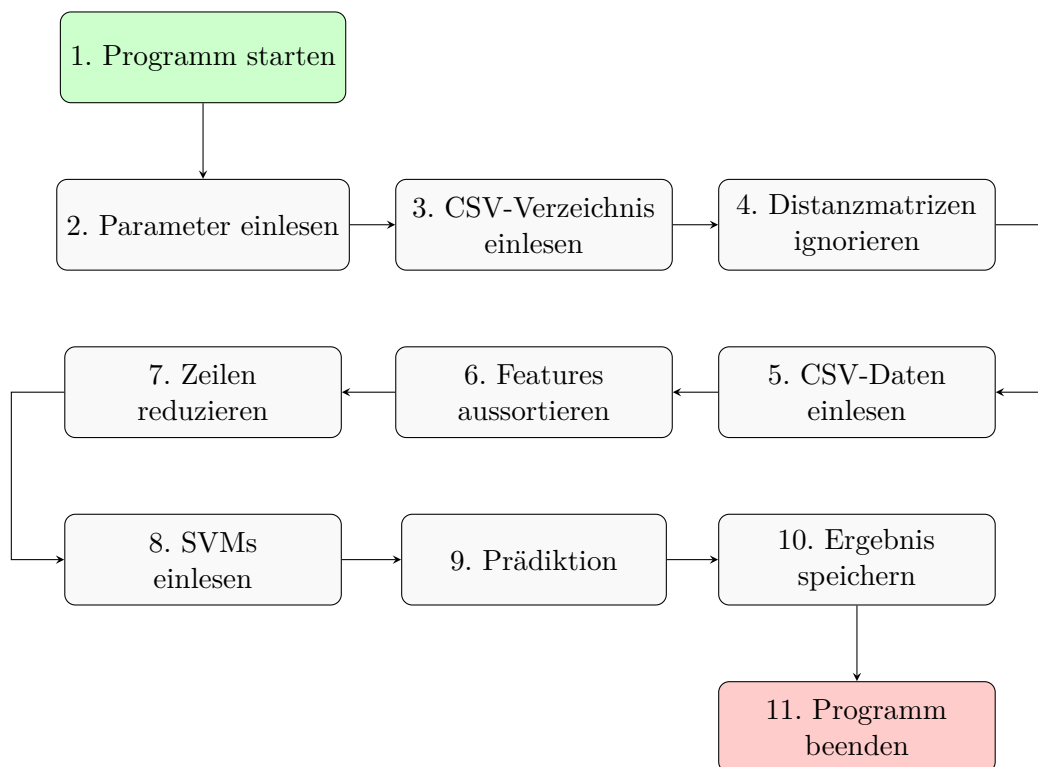 1. Programm starten
2. Parameter einlesen
3. CSV-Verzeichnis
einlesen
4. Distanzmatrizen
ignorieren
5. CSV-Daten
einlesen
6. Features
aussortieren
7. Zeilen
reduzieren
8. SVMs
einlesen
9. Prädiktion
10. Ergebnis
speichern
11. Programm
beenden